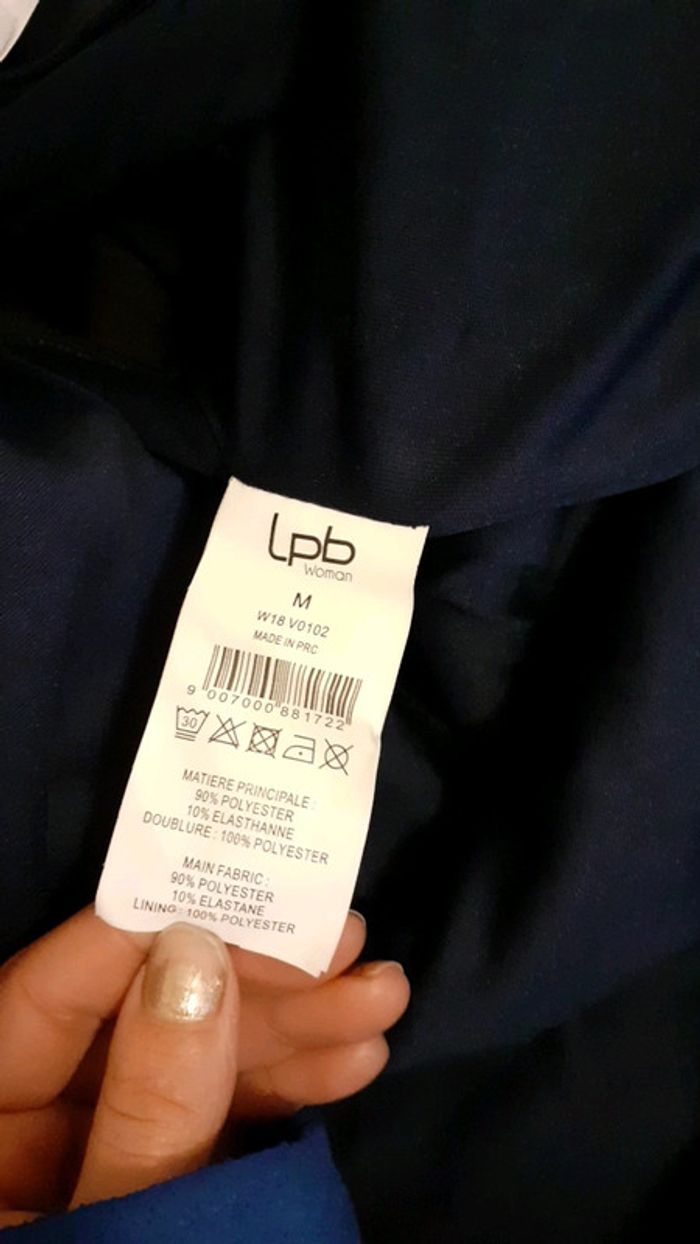 lpb
Woman
M
W18 V0102
MADE IN PRC
9 007000 881722
30
MATIERE PRINCIPALE :
90% POLYESTER
10% ELASTHANNE
DOUBLURE : 100% POLYESTER
MAIN FABRIC :
90% POLYESTER
10% ELASTANE
LINING : 100% POLYESTER